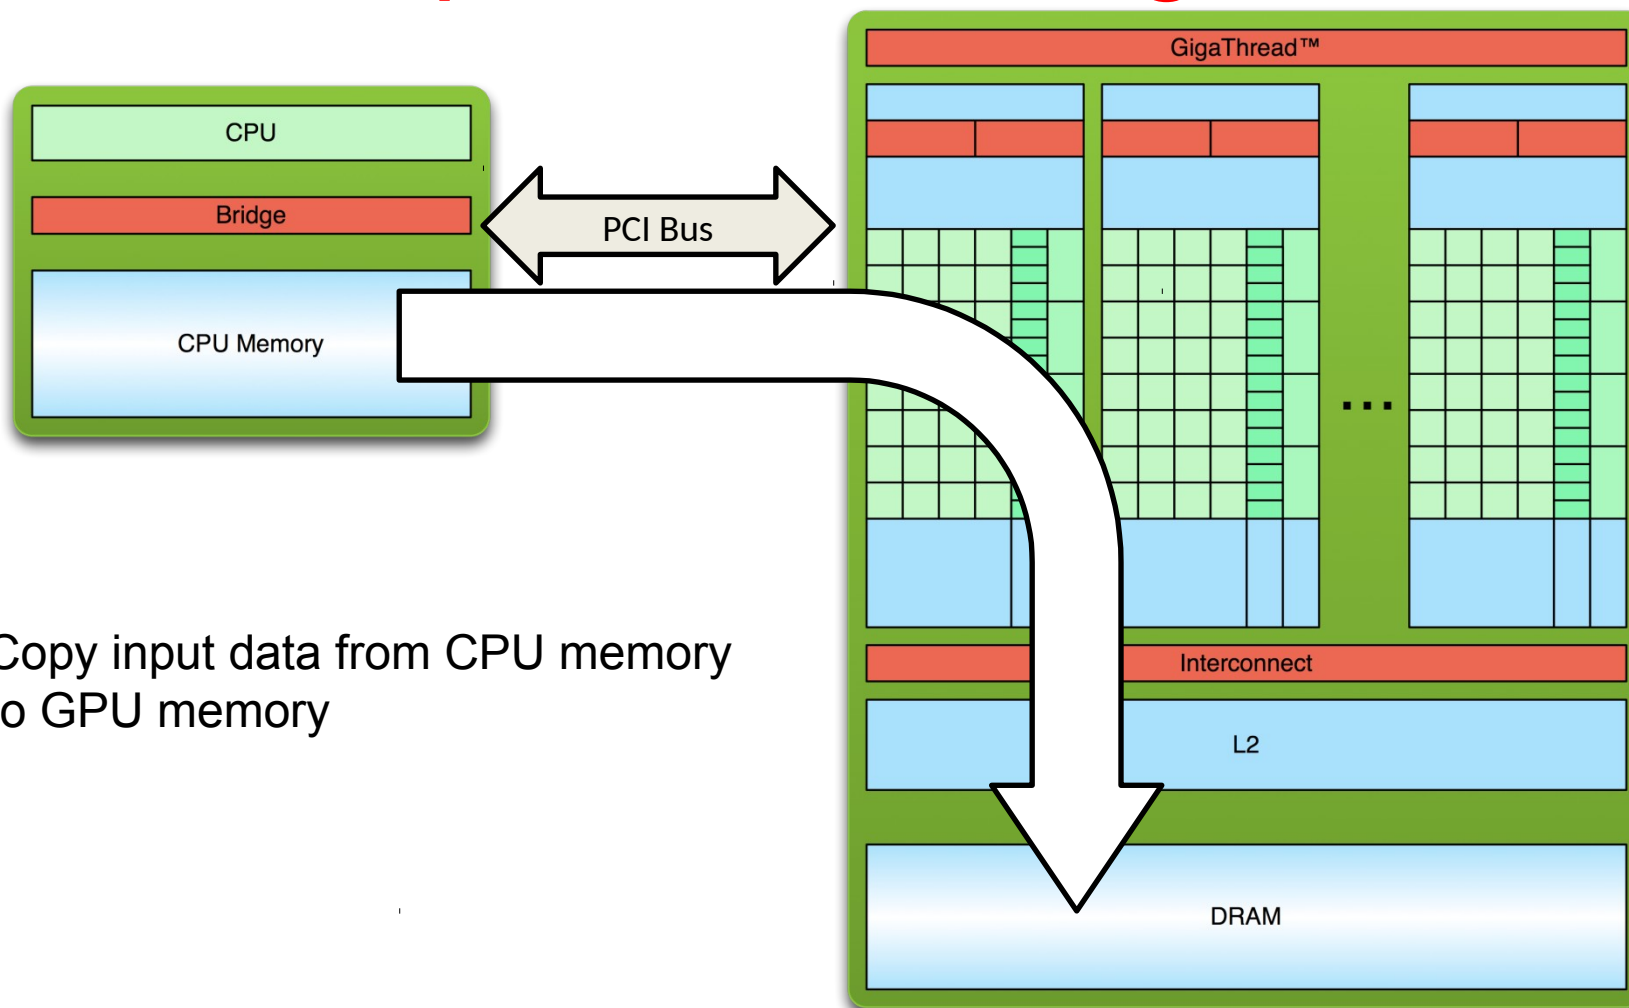 GigaThread™
CPU
Bridge
PCI Bus
CPU Memory
...
Copy input data from CPU memory
o GPU memory
Interconnect
L2
DRAM